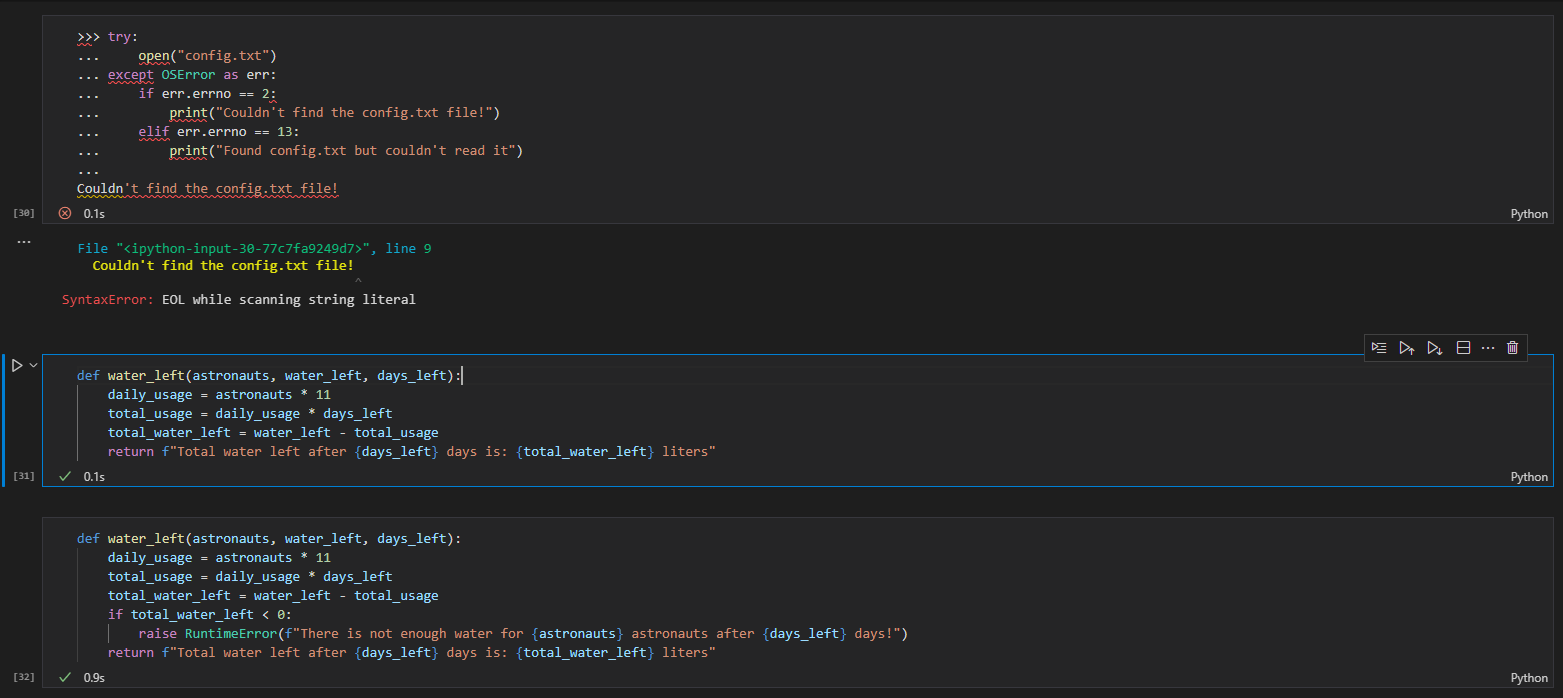 >>> try:
...     open("config.txt")
... except OSError as err:
...     if err.errno == 2:
...         print("Couldn't find the config.txt file!")
...     elif err.errno == 13:
...         print("Found config.txt but couldn't read it")
...
Couldn't find the config.txt file!
[30] 0.1s Python
...
File "<ipython-input-30-77c7fa9249d7>", line 9
Couldn't find the config.txt file!
^
SyntaxError: EOL while scanning string literal
def water_left(astronauts, water_left, days_left):
    daily_usage = astronauts * 11
    total_usage = daily_usage * days_left
    total_water_left = water_left - total_usage
    return f"Total water left after {days_left} days is: {total_water_left} liters"
[31] 0.1s Python
def water_left(astronauts, water_left, days_left):
    daily_usage = astronauts * 11
    total_usage = daily_usage * days_left
    total_water_left = water_left - total_usage
    if total_water_left < 0:
        raise RuntimeError(f"There is not enough water for {astronauts} astronauts after {days_left} days!")
    return f"Total water left after {days_left} days is: {total_water_left} liters"
[32] 0.9s Python